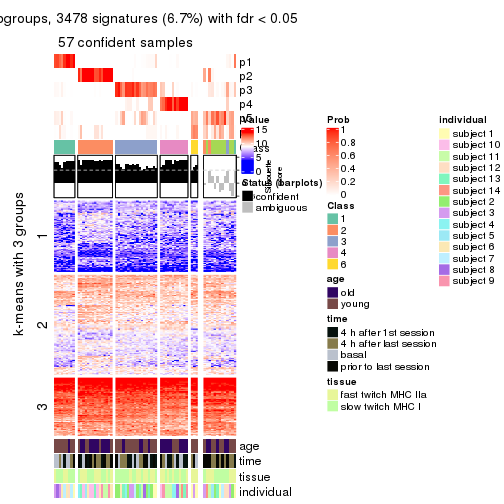 ogroups, 3478 signatures (6.7%) with fdr < 0.05
57 confident samples
p1
p2
p3
p4
k-means with 3 groups
1
2
3
Value
15
10
5
0
Silhouette
score
Status (barplots)
confident
ambiguous
age
time
tissue
individual
Prob
1
0.8
0.6
0.4
0.2
0
Class
1
2
3
4
6
age
old
young
time
4 h after 1st session
4 h after last session
basal
prior to last session
tissue
fast twitch MHC IIa
slow twitch MHC I
individual
subject 1
subject 10
subject 11
subject 12
subject 13
subject 14
subject 2
subject 3
subject 4
subject 5
subject 6
subject 7
subject 8
subject 9